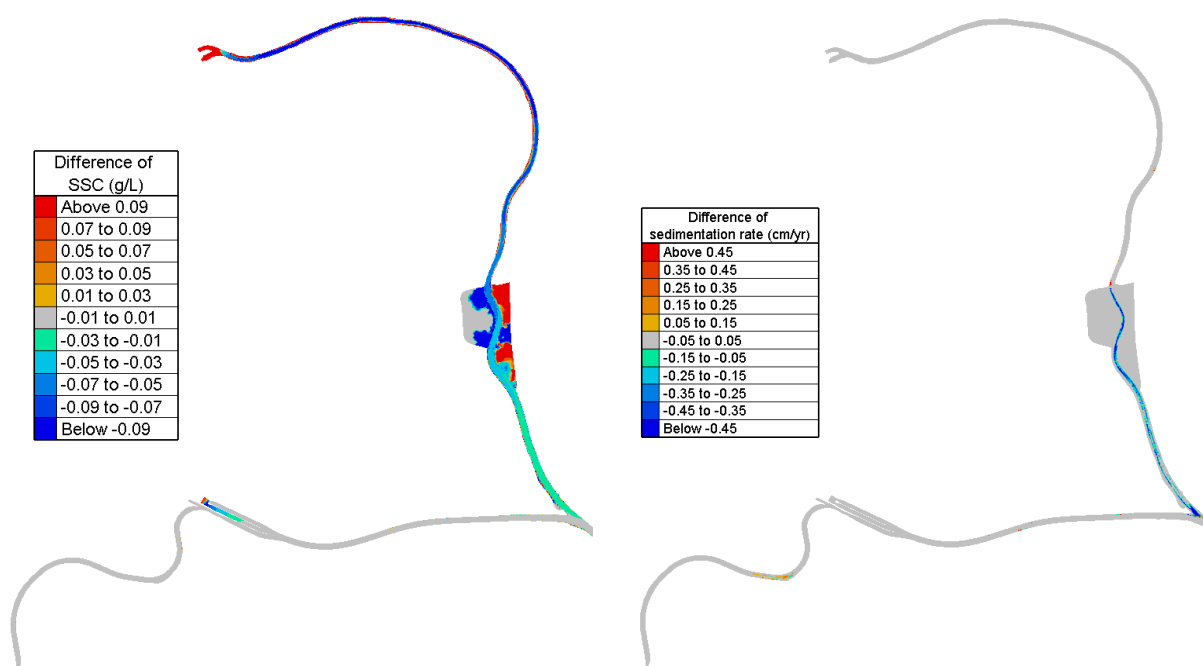 Difference of
SSC (g/L)
Above 0.09
0.07 to 0.09
0.05 to 0.07
0.03 to 0.05
0.01 to 0.03
-0.01 to 0.01
-0.03 to -0.01
-0.05 to -0.03
-0.07 to -0.05
-0.09 to -0.07
Below -0.09
Difference of
sedimentation rate (cm/yr)
Above 0.45
0.35 to 0.45
0.25 to 0.35
0.15 to 0.25
0.05 to 0.15
-0.05 to 0.05
-0.15 to -0.05
-0.25 to -0.15
-0.35 to -0.25
-0.45 to -0.35
Below -0.45